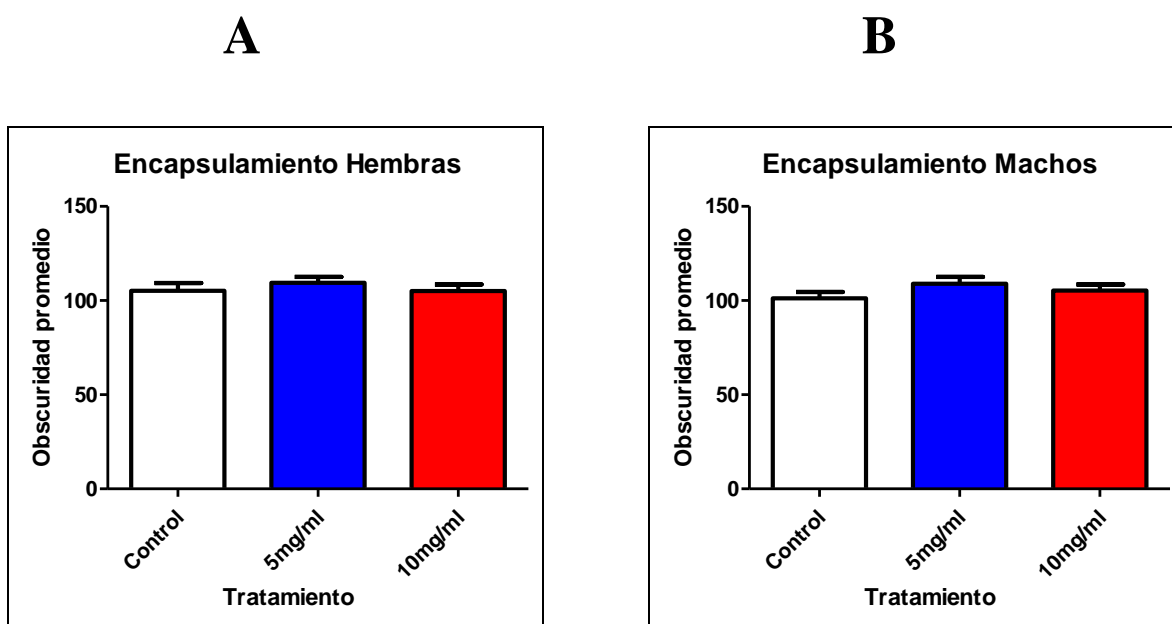 A
B
Encapsulamiento Hembras
Obscuridad promedio
150
100
50
0
Control
5mg/ml
10mg/ml
Tratamiento
Encapsulamiento Machos
Obscuridad promedio
150
100
50
0
Control
5mg/ml
10mg/ml
Tratamiento